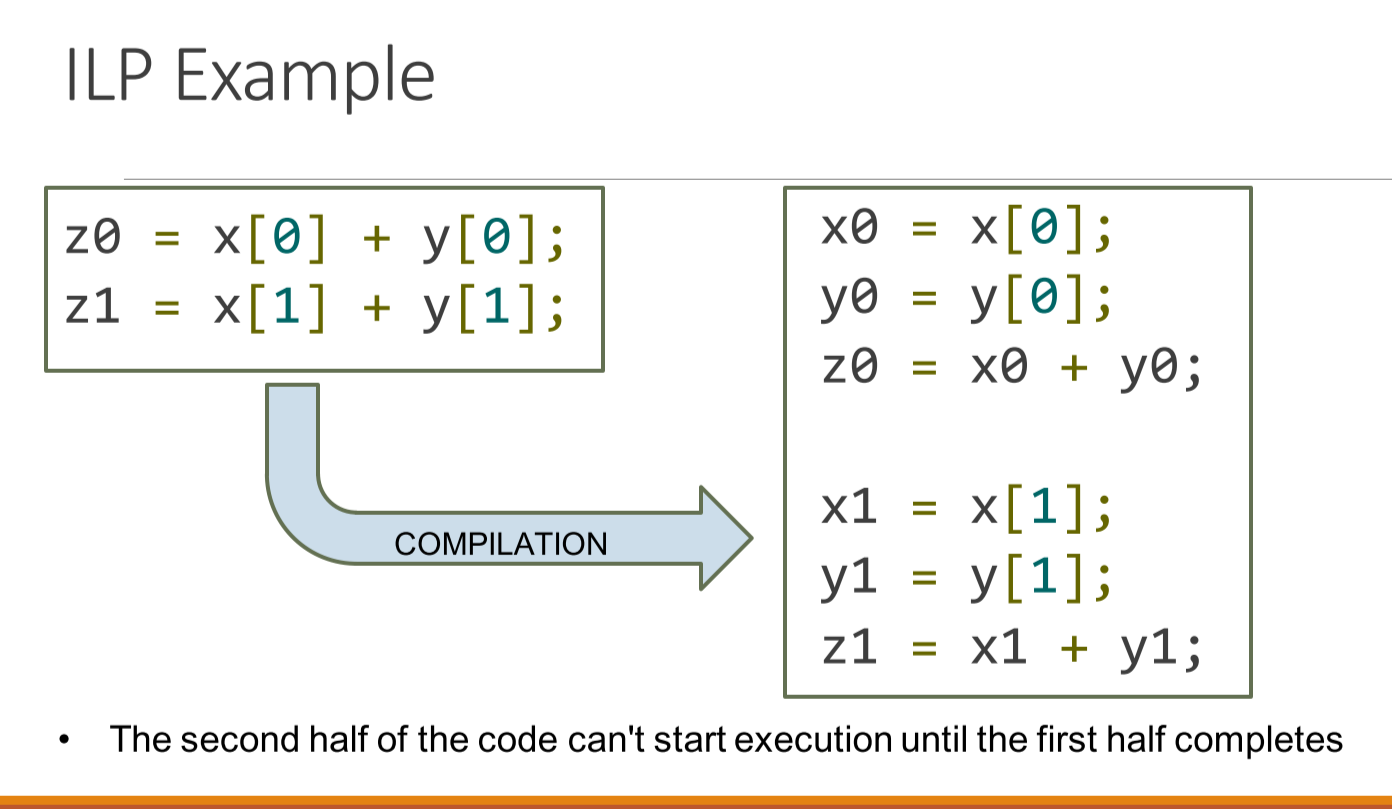 ILP Example
z0 = x[0] + y[0];
z1 = x[1] + y[1];
COMPILATION
x0 = x[0];
y0 = y[0];
z0 = x0 + y0;
x1 = x[1];
y1 = y[1];
z1 = x1 + y1;
• The second half of the code can't start execution until the first half completes